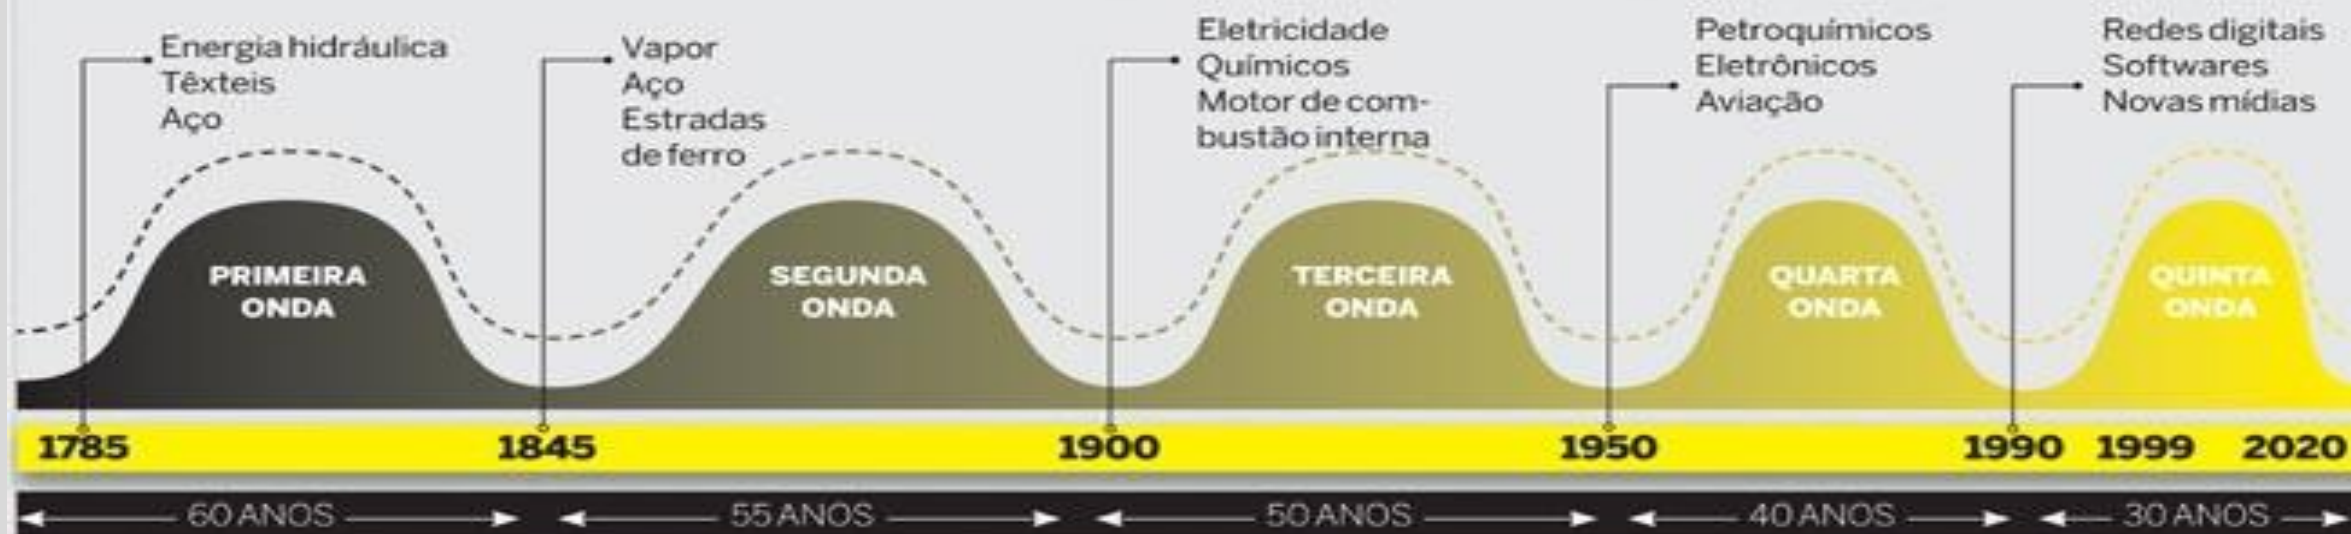 Energia hidráulica
Têxteis
Aço
Vapor
Aço
Estradas
de ferro
Eletricidade
Químicos
Motor de com-
bustão interna
Petroquímicos
Eletrônicos
Aviação
Redes digitais
Softwares
Novas mídias
PRIMEIRA
ONDA
SEGUNDA
ONDA
TERCEIRA
ONDA
QUARTA
ONDA
QUINTA
ONDA
1785 1845 1900 1950 1990 1999 2020
60 ANOS 55 ANOS 50 ANOS 40 ANOS 30 ANOS